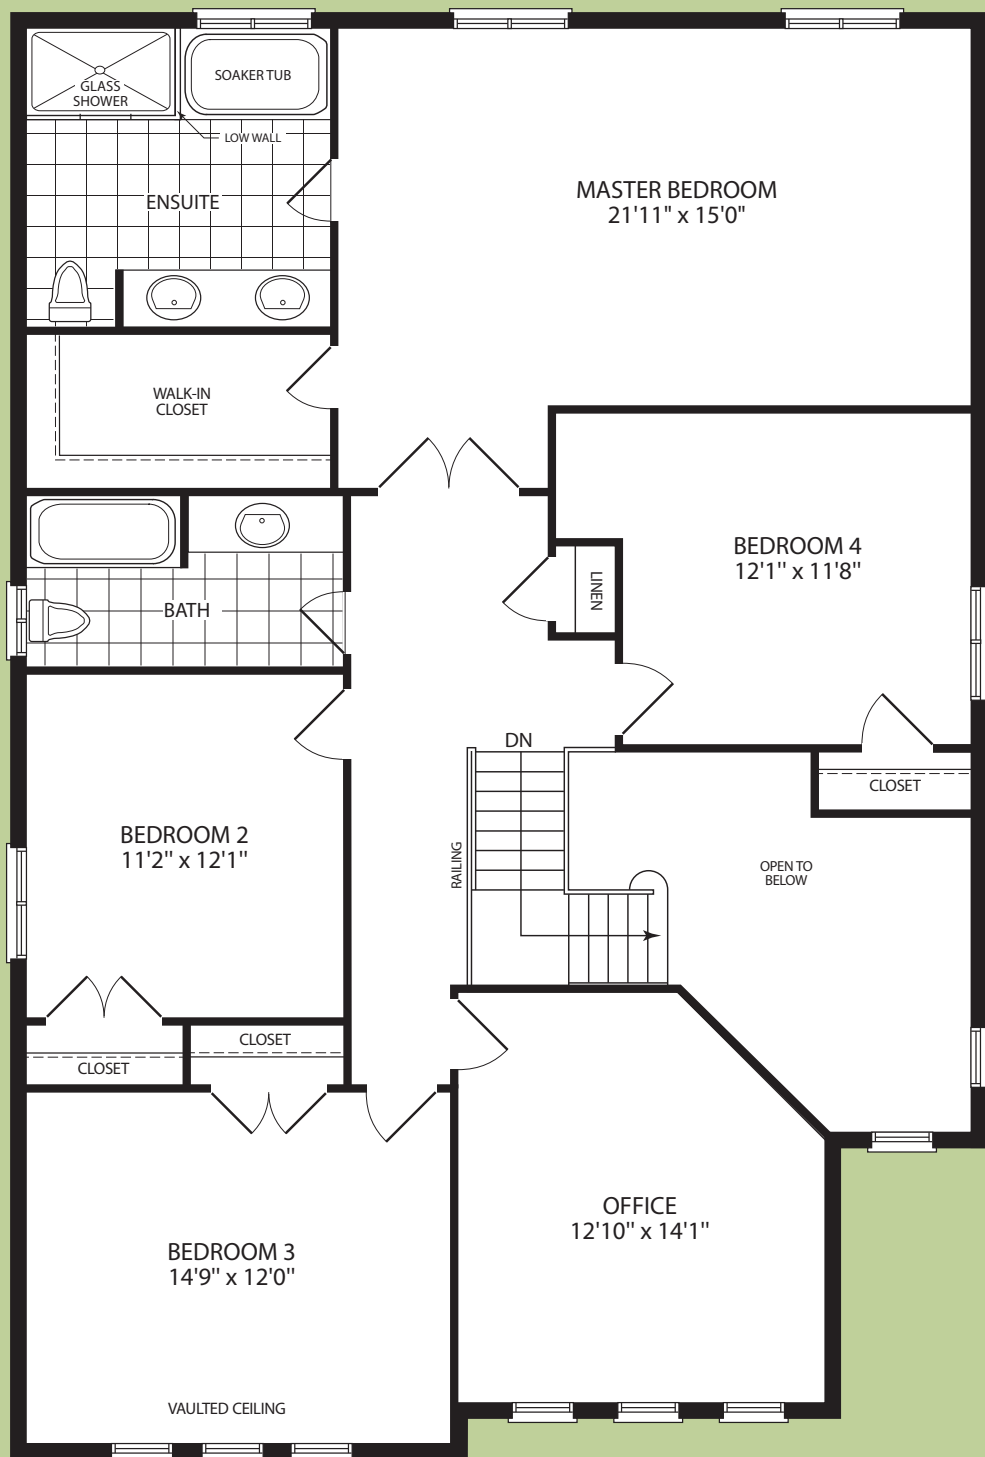 GLASS
SHOWER
SOAKER TUB
LOW WALL
ENSUITE
MASTER BEDROOM
21'11" x 15'0"
WALK-IN
CLOSET
BEDROOM 4
12'1'' x 11'8''
LINEN
BATH
DN
CLOSET
BEDROOM 2
11'2'' x 12'1''
RAILING
OPEN TO
BELOW
CLOSET
CLOSET
OFFICE
12'10'' x 14'1''
BEDROOM 3
14'9'' x 12'0''
VAULTED CEILING